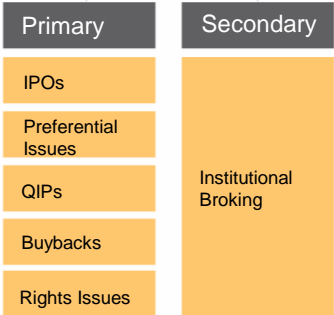 Primary
Secondary
IPOs
Preferential
Issues
QIPs
Buybacks
Rights Issues
Institutional
Broking